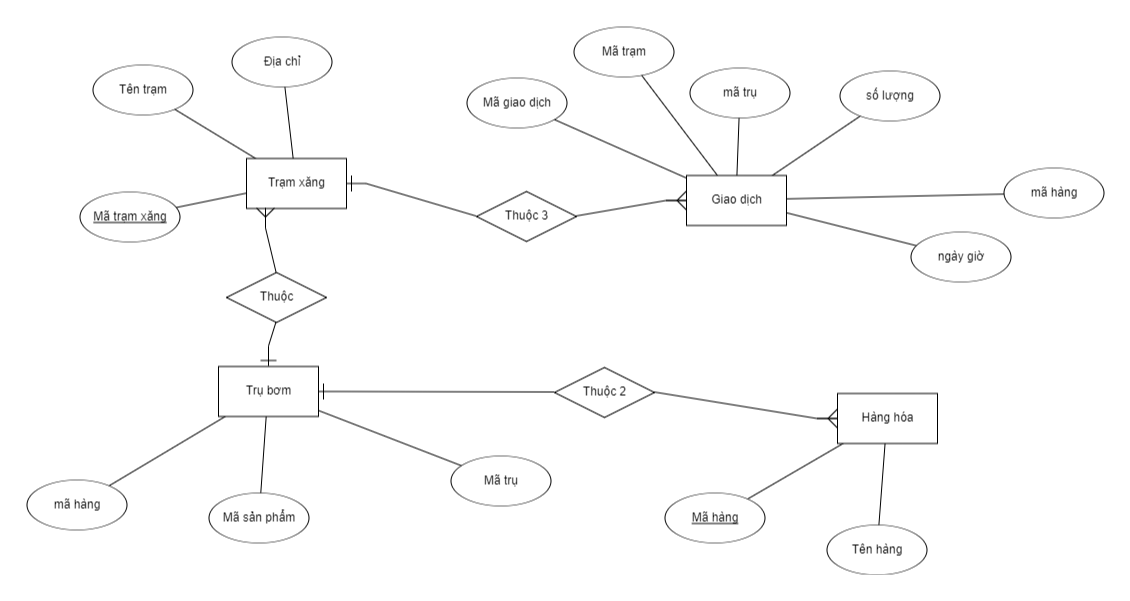 Địa chỉ
Tên trạm
Trạm xăng
Mã trạm xăng
Mã trạm
mã trụ
số lượng
Mã giao dịch
mã hàng
Giao dịch
Thuộc 3
ngày giờ
Thuộc
Trụ bơm
Thuộc 2
Hàng hóa
mã hàng
Mã sản phẩm
Mã trụ
Mã hàng
Tên hàng